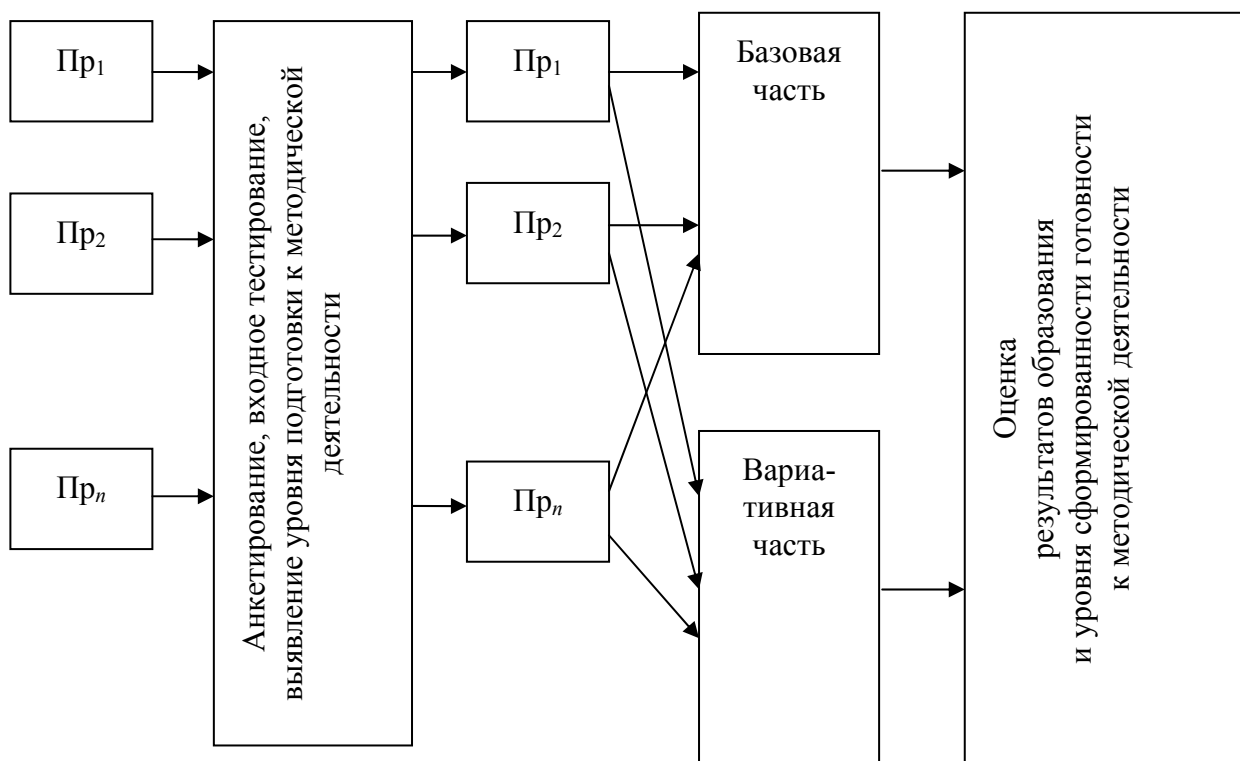 Пр1
Пр2
Прn
Анкетирование, входное тестирование,
выявление уровня подготовки к методической
деятельности
Пр1
Пр2
Прn
Базовая
часть
Вариа-
тивная
часть
Оценка
результатов образования
и уровня сформированности готовности
к методической деятельности